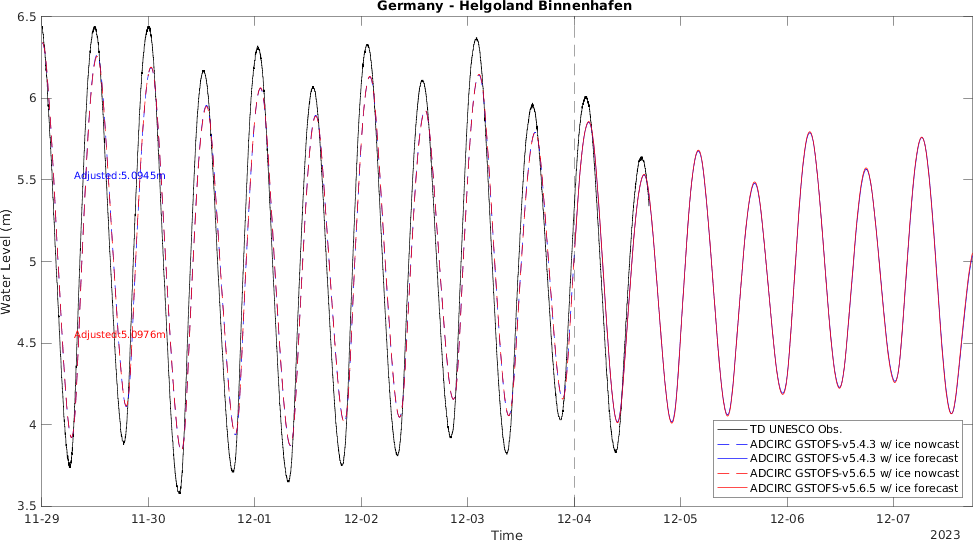 Germany - Helgoland Binnenhafen
6.5
6
5.5
5
4.5
4
3.5
Water Level (m)
Adjusted:5.0945m
Adjusted:5.0976m
TD UNESCO Obs.
ADCIRC GSTOFS-v5.4.3 w/ ice nowcast
ADCIRC GSTOFS-v5.4.3 w/ ice forecast
ADCIRC GSTOFS-v5.6.5 w/ ice nowcast
ADCIRC GSTOFS-v5.6.5 w/ ice forecast
11-29
11-30
12-01
12-02
12-03
12-04
12-05
12-06
12-07
Time
2023